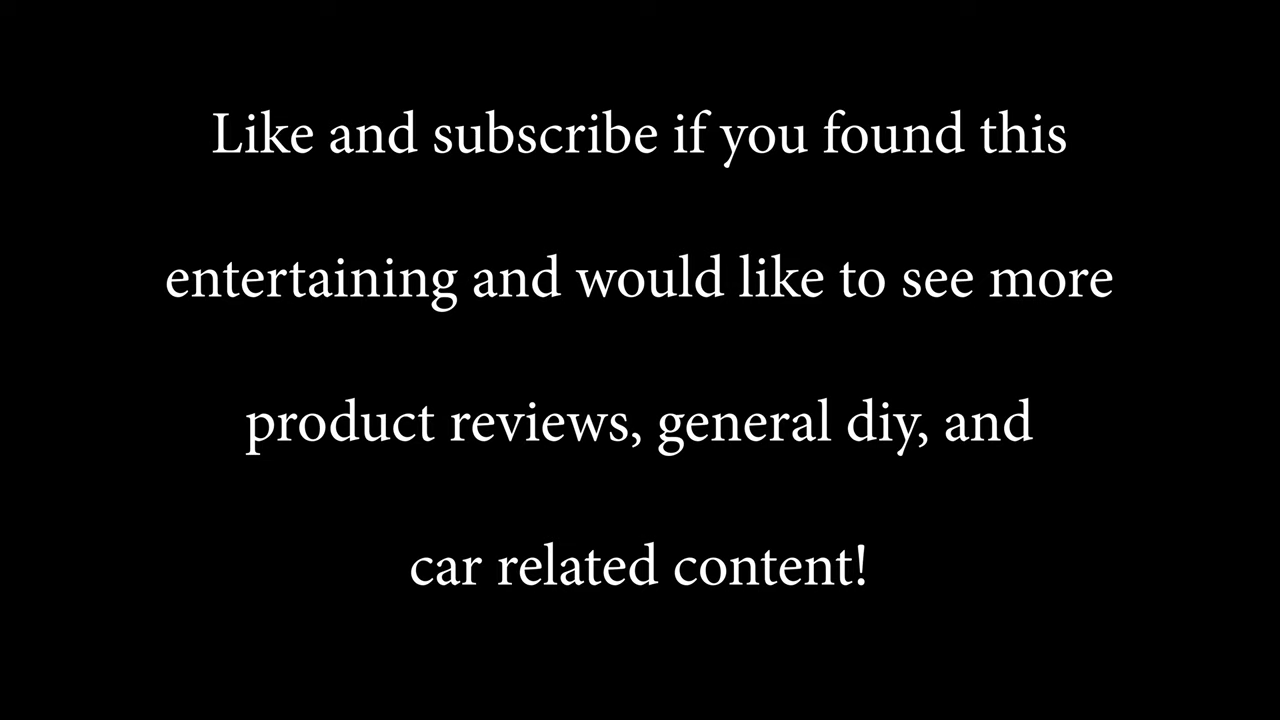 Like and subscribe if you found this
entertaining and would like to see more
product reviews, general diy, and
car related content!